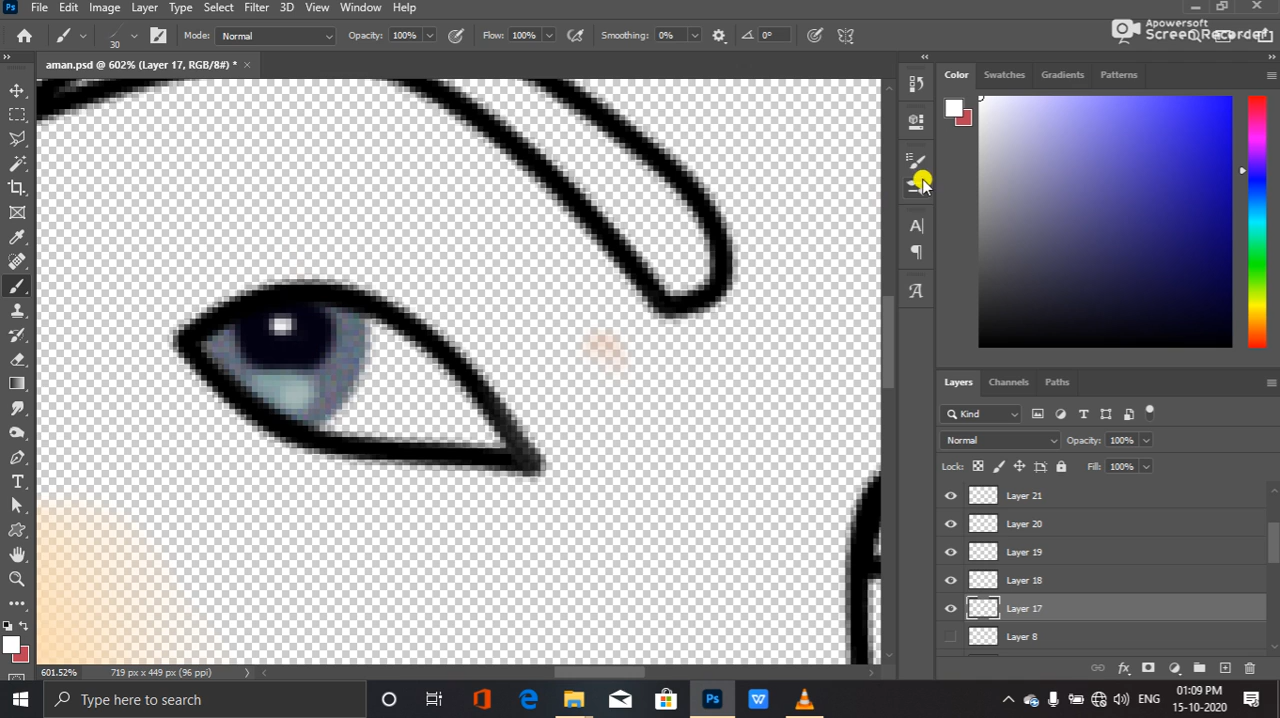 Ps File Edit Image Layer Type Select Filter 3D View Window Help
Apowersoft
Screen Recorder
30 Mode: Normal Opacity: 100% Flow: 100% Smoothing: 0% 0°
aman.psd @ 602% (Layer 17, RGB/8#) * ×
Color Swatches Gradients Patterns
Layers Channels Paths
Kind
Normal Opacity: 100%
Lock: Fill: 100%
Layer 21
Layer 20
Layer 19
Layer 18
Layer 17
Layer 8
601.52% 719 px x 449 px (96 ppi)
Type here to search
ENG
01:09 PM
15-10-2020